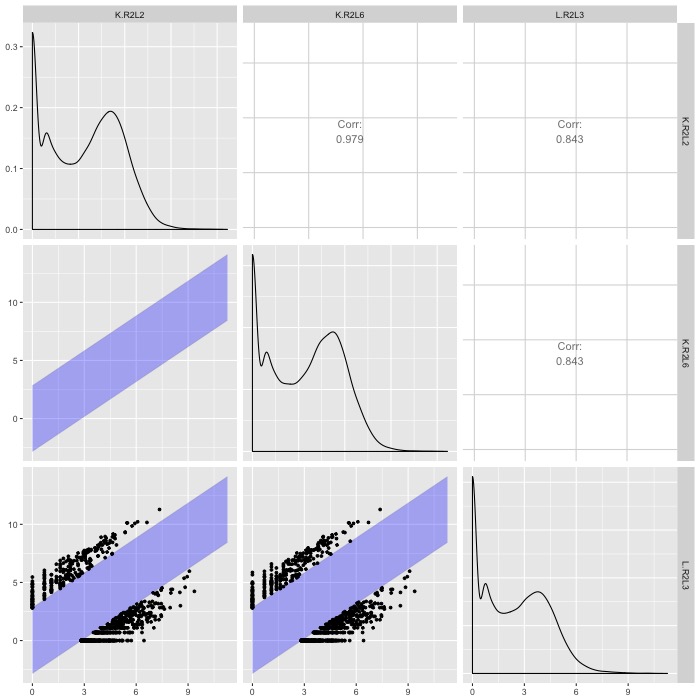 K.R2L2 K.R2L6 L.R2L3
0.3
0.2
0.1
0.0
Corr:
0.979
Corr:
0.843
K.R2L2
10
5
0
Corr:
0.843
K.R2L6
10
5
0
L.R2L3
0 3 6 9 0 3 6 9 0 3 6 9